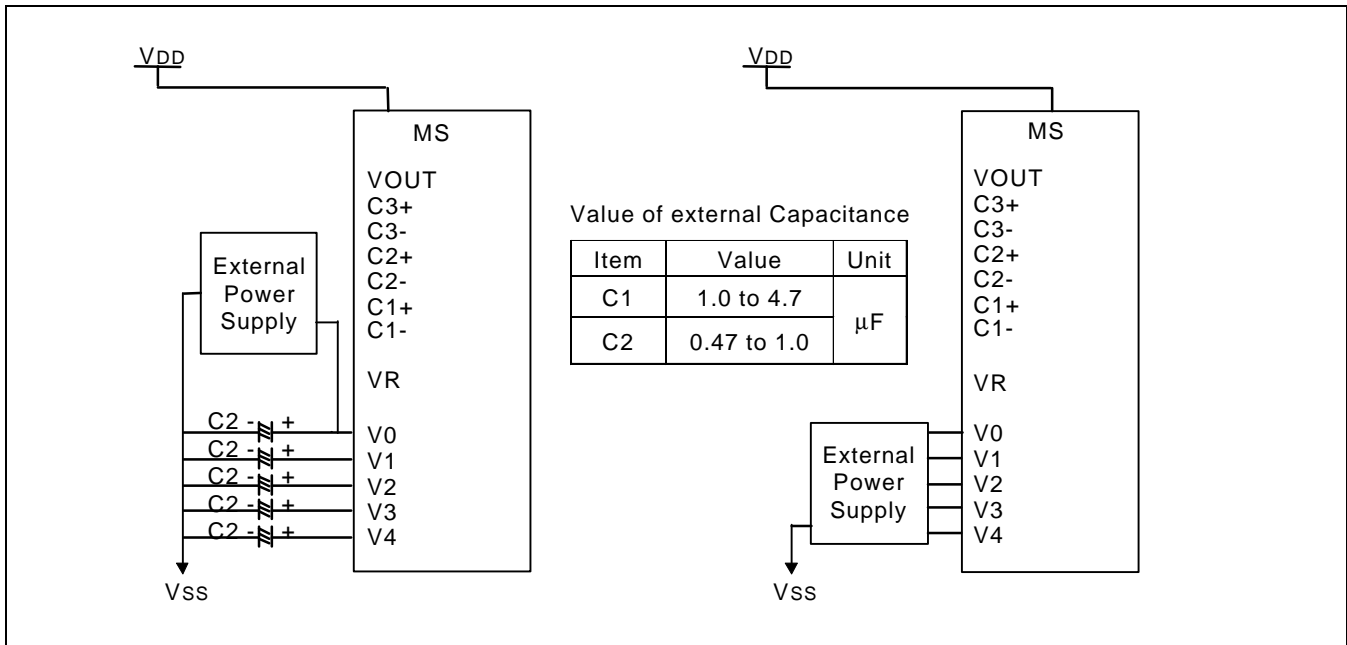 VDD
MS
VOUT
C3+
C3-
C2+
C2-
C1+
C1-
VR
V0
V1
V2
V3
V4
External
Power
Supply
C2 - +
C2 - +
C2 - +
C2 - +
C2 - +
VSS
Value of external Capacitance
Item Value Unit
C1 1.0 to 4.7 μF
C2 0.47 to 1.0
VDD
MS
VOUT
C3+
C3-
C2+
C2-
C1+
C1-
VR
V0
V1
V2
V3
V4
External
Power
Supply
VSS